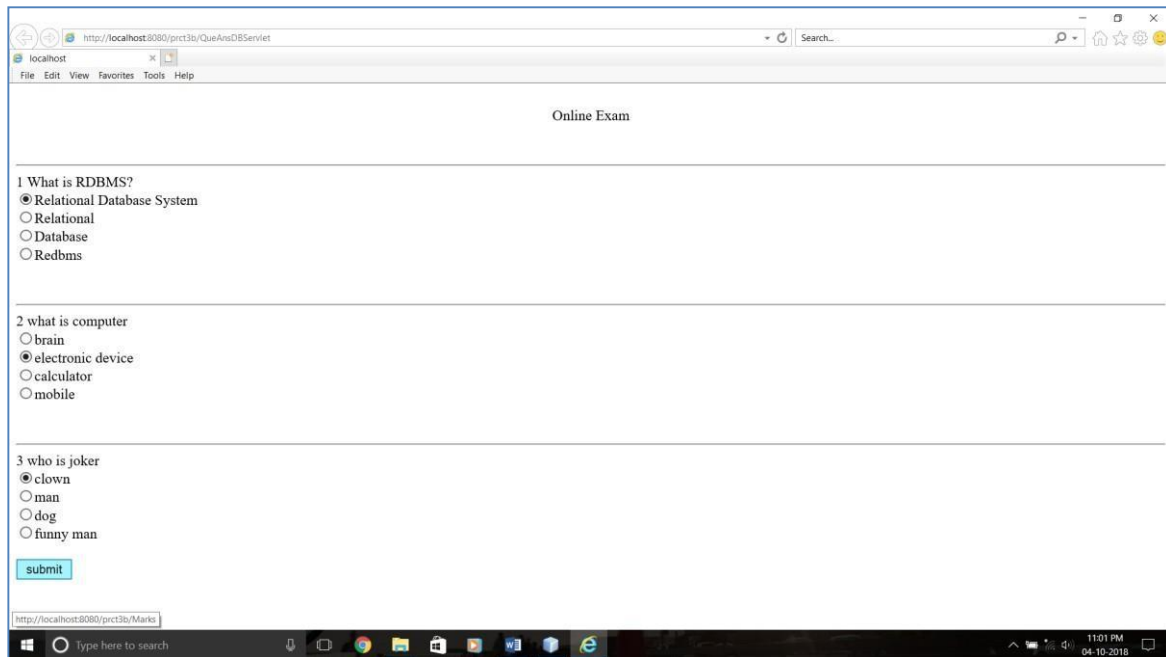 http://localhost:8080/prct3b/QueAnsDBServlet
Search...
localhost
File Edit View Favorites Tools Help
Online Exam
1 What is RDBMS?
Relational Database System
Relational
Database
Redbms
2 what is computer
brain
electronic device
calculator
mobile
3 who is joker
clown
man
dog
funny man
submit
http://localhost:8080/prct3b/Marks
Type here to search
11:01 PM
04-10-2018